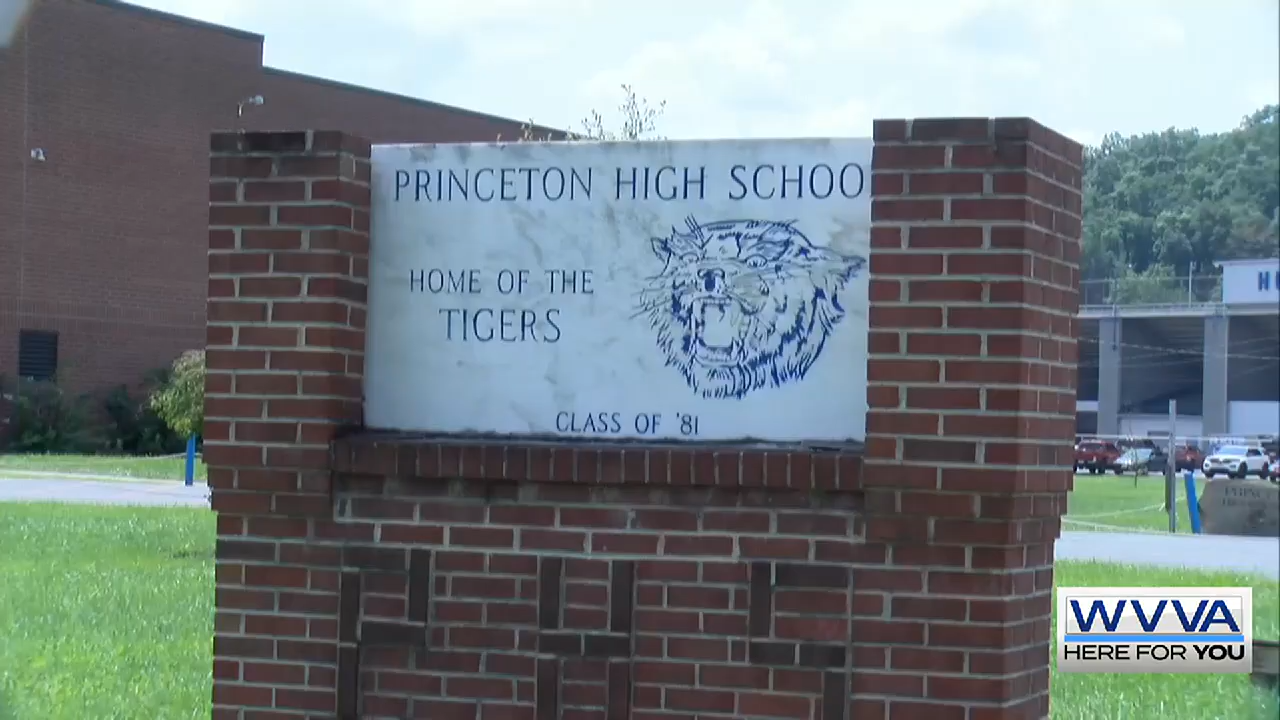 PRINCETON HIGH SCHOO
HOME OF THE
TIGERS
CLASS OF '81
H
WVVA
HERE FOR YOU